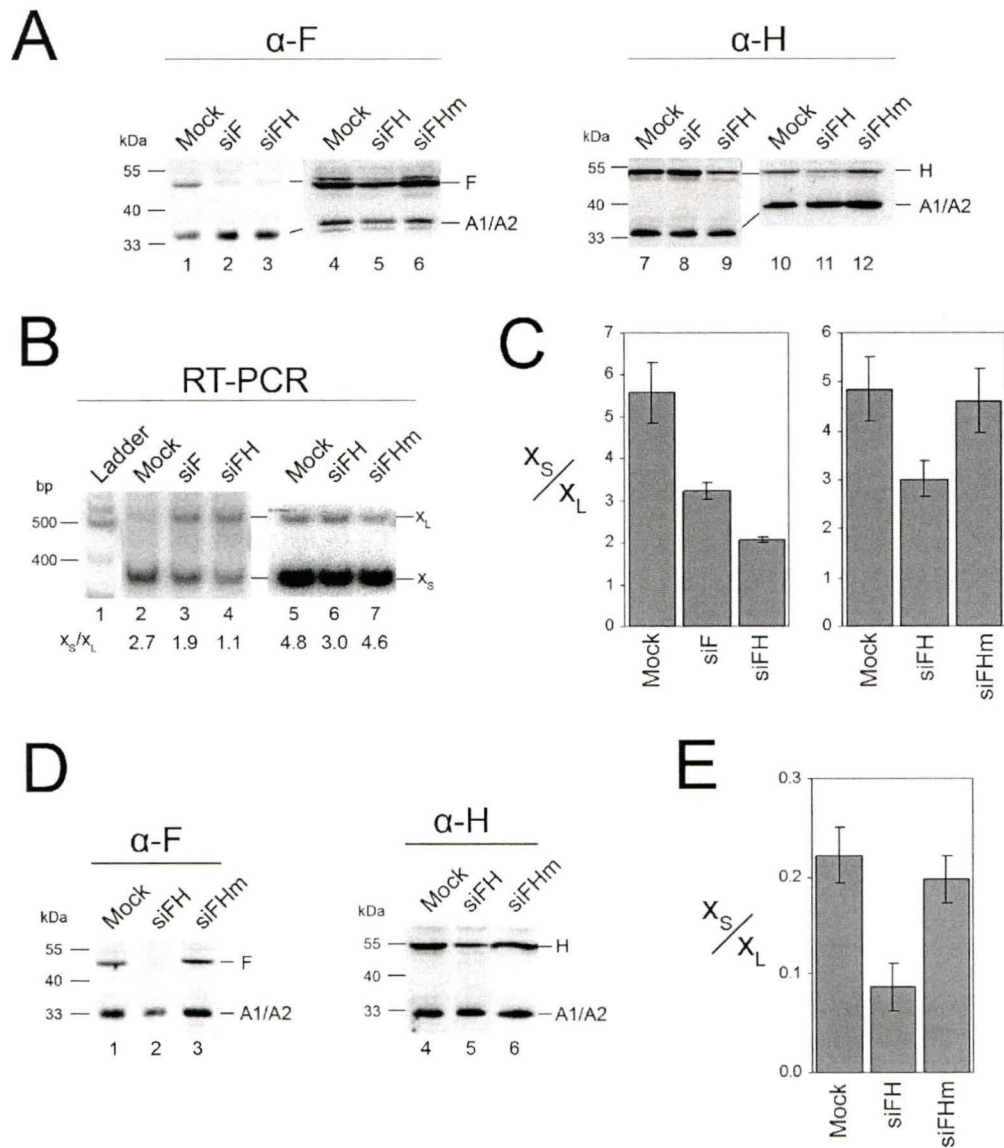 A
α-F
α-H
Mock
siF
siFH
Mock
siFH
siFHm
Mock
siF
siFH
Mock
siFH
siFHm
kDa
55
40
33
F
A1/A2
kDa
55
40
33
H
A1/A2
1 2 3 4 5 6
7 8 9 10 11 12
B
RT-PCR
Ladder
Mock
siF
siFH
Mock
siFH
siFHm
bp
500
400
XL
XS
1 2 3 4 5 6 7
XS/XL 2.7 1.9 1.1 4.8 3.0 4.6
C
XS/XL
7
6
5
4
3
2
1
0
Mock
siF
siFH
6
5
4
3
2
1
0
Mock
siFH
siFHm
D
α-F
Mock
siFH
siFHm
kDa
55
40
33
F
A1/A2
1 2 3
α-H
Mock
siFH
siFHm
kDa
55
40
33
H
A1/A2
4 5 6
E
XS/XL
0.3
0.2
0.1
0.0
Mock
siFH
siFHm